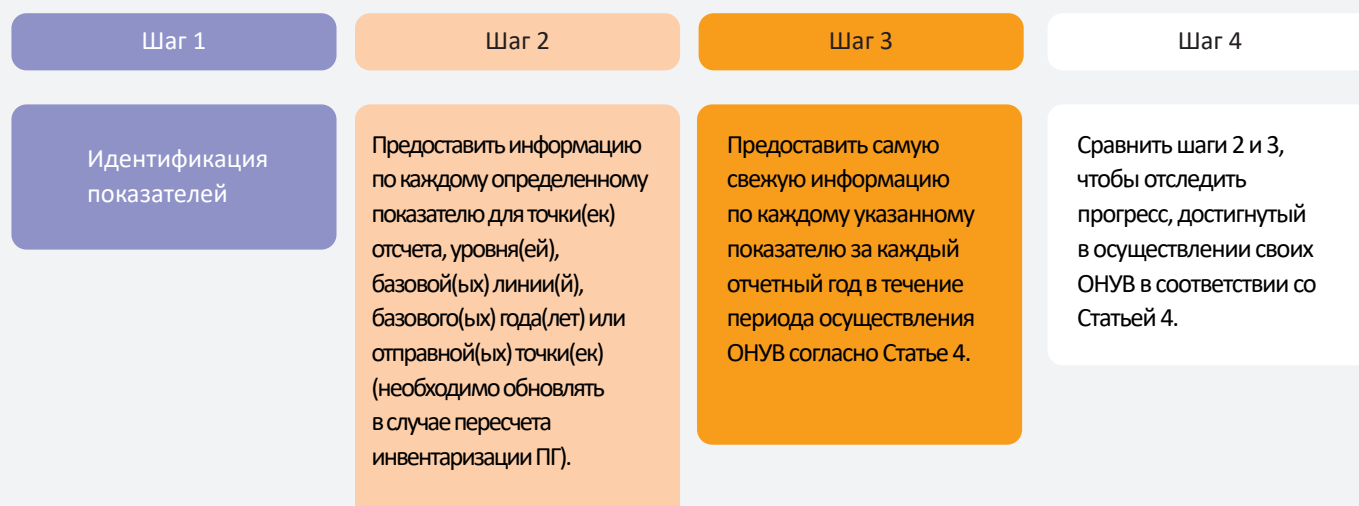 Шаг 1
Шаг 2
Шаг 3
Шаг 4
Идентификация
показателей
Предоставить информацию
по каждому определенному
показателю для точки(ек)
отсчета, уровня(ей),
базовой(ых) линии(й),
базового(ых) года(лет) или
отправной(ых) точки(ек)
(необходимо обновлять
в случае пересчета
инвентаризации ПГ).
Предоставить самую
свежую информацию
по каждому указанному
показателю за каждый
отчетный год в течение
периода осуществления
ОНУВ согласно Статье 4.
Сравнить шаги 2 и 3,
чтобы отследить
прогресс, достигнутый
в осуществлении своих
ОНУВ в соответствии со
Статьей 4.